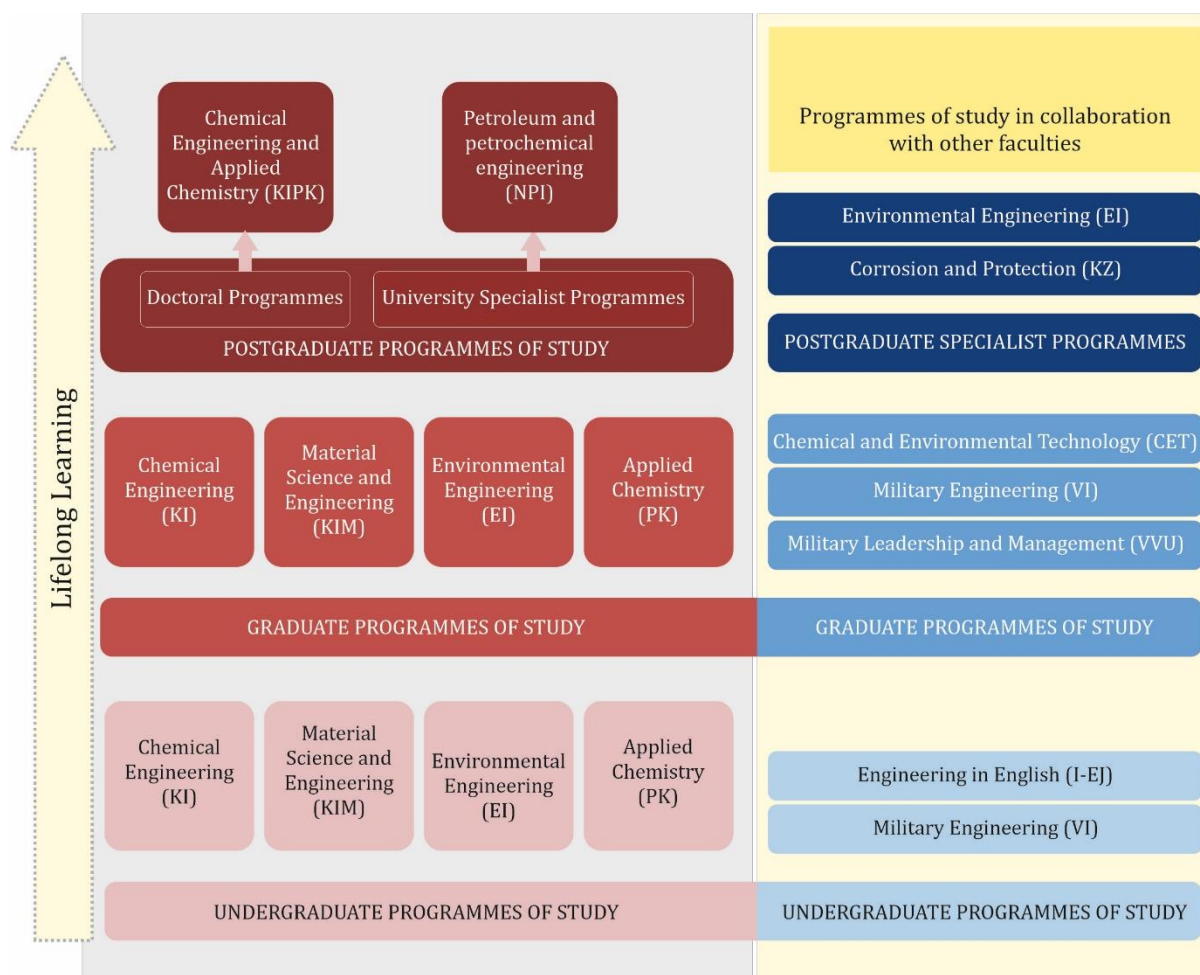 Lifelong Learning
Chemical
Engineering and
Applied
Chemistry (KIPK)
Petroleum and
petrochemical
engineering
(NPI)
Doctoral Programmes
University Specialist Programmes
POSTGRADUATE PROGRAMMES OF STUDY
Chemical
Engineering
(KI)
Material
Science and
Engineering
(KIM)
Environmental
Engineering
(EI)
Applied
Chemistry
(PK)
GRADUATE PROGRAMMES OF STUDY
Chemical
Engineering
(KI)
Material
Science and
Engineering
(KIM)
Environmental
Engineering
(EI)
Applied
Chemistry
(PK)
UNDERGRADUATE PROGRAMMES OF STUDY
Programmes of study in collaboration
with other faculties
Environmental Engineering (EI)
Corrosion and Protection (KZ)
POSTGRADUATE SPECIALIST PROGRAMMES
Chemical and Environmental Technology (CET)
Military Engineering (VI)
Military Leadership and Management (VVU)
GRADUATE PROGRAMMES OF STUDY
Engineering in English (I-EJ)
Military Engineering (VI)
UNDERGRADUATE PROGRAMMES OF STUDY